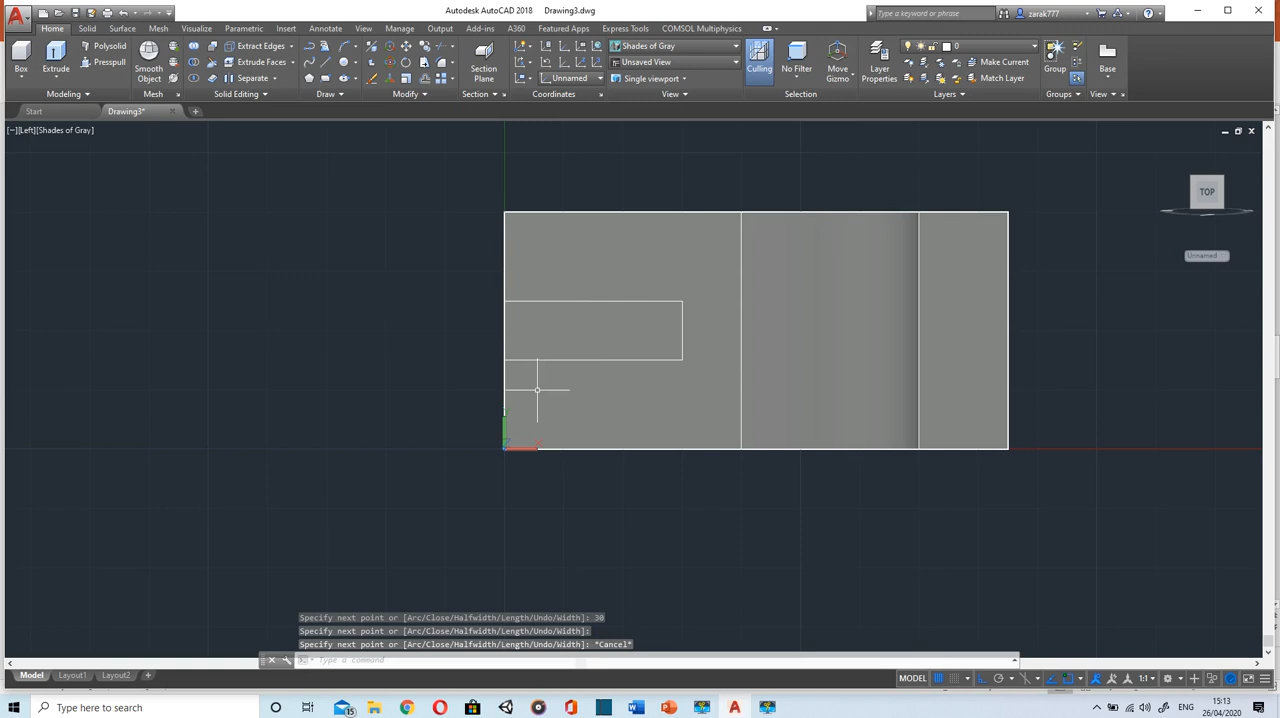 Autodesk AutoCAD 2018 Drawing3.dwg
Type a keyword or phrase
zarak777
Home Solid Surface Mesh Visualize Parametric Insert Annotate View Manage Output Add-ins A360 Featured Apps Express Tools COMSOL Multiphysics
Box
Extrude
Polysolid
Presspull
Smooth
Object
Extract Edges
Extrude Faces
Separate
Section
Plane
Unnamed
Shades of Gray
Unsaved View
Single viewport
Culling
No Filter
Move
Gizmo
Layer
Properties
0
Make Current
Match Layer
Group
Base
Modeling Mesh Solid Editing Draw Modify Section Coordinates View Selection Layers Groups View
Start
Drawing3*
[−][Left][Shades of Gray]
TOP
Unnamed
Specify next point or [Arc/Close/Halfwidth/Length/Undo/Width]: 30
Specify next point or [Arc/Close/Halfwidth/Length/Undo/Width]:
Specify next point or [Arc/Close/Halfwidth/Length/Undo/Width]: *Cancel*
Type a command
Model Layout1 Layout2
MODEL
1:1
Type here to search
15
ENG
15:13
26/04/2020